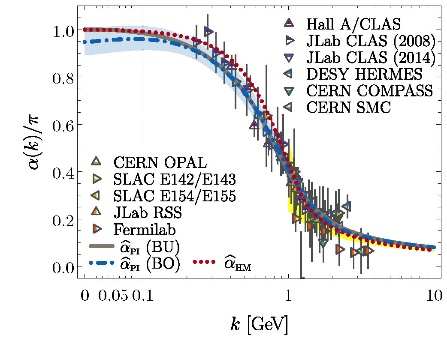 α(k)/π
1.0
0.8
0.6
0.4
0.2
0.0
Hall A/CLAS
JLab CLAS (2008)
JLab CLAS (2014)
DESY HERMES
CERN COMPASS
CERN SMC
CERN OPAL
SLAC E142/E143
SLAC E154/E155
JLab RSS
Fermilab
α̂PI (BU)
α̂PI (BO)
α̂HM
0 0.05 0.1 1 10
k [GeV]